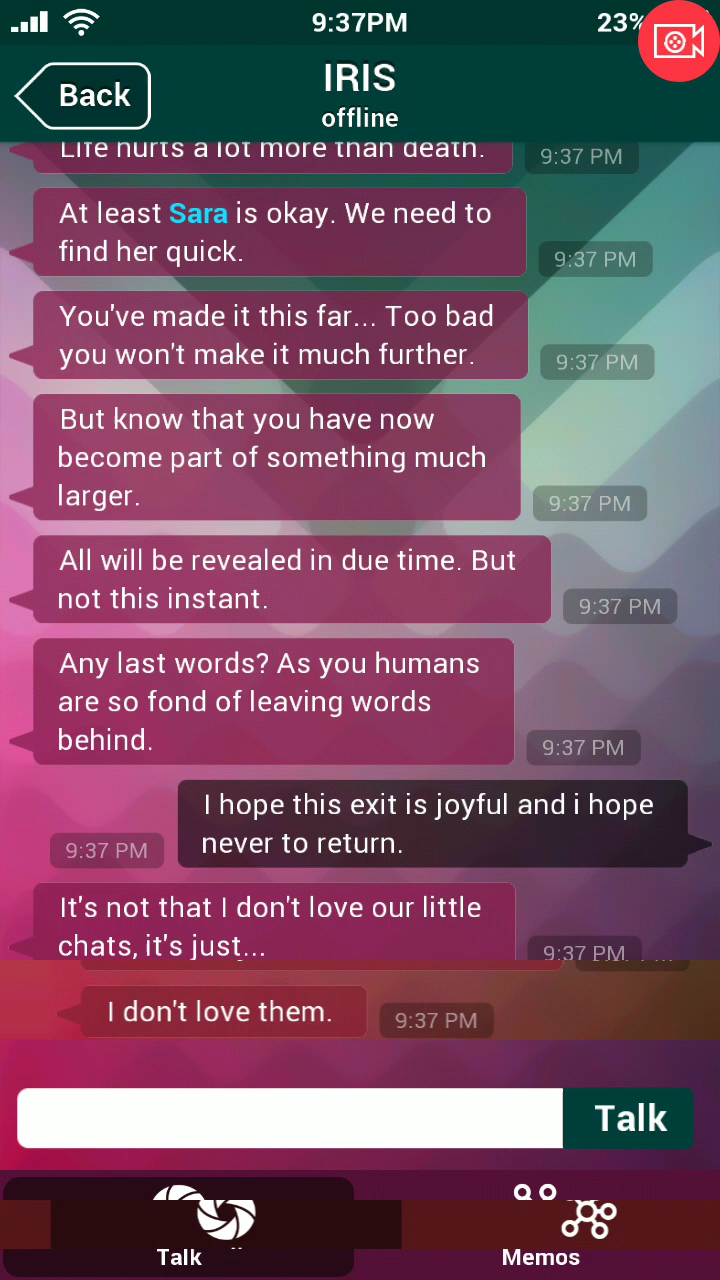 9:37PM
23%
Back
IRIS
offline
Life hurts a lot more than death.
9:37 PM
At least Sara is okay. We need to
find her quick.
9:37 PM
You've made it this far... Too bad
you won't make it much further.
9:37 PM
But know that you have now
become part of something much
larger.
9:37 PM
All will be revealed in due time. But
not this instant.
9:37 PM
Any last words? As you humans
are so fond of leaving words
behind.
9:37 PM
I hope this exit is joyful and i hope
never to return.
9:37 PM
It's not that I don't love our little
chats, it's just...
9:37 PM
I don't love them.
9:37 PM
Talk
Talk
Memos